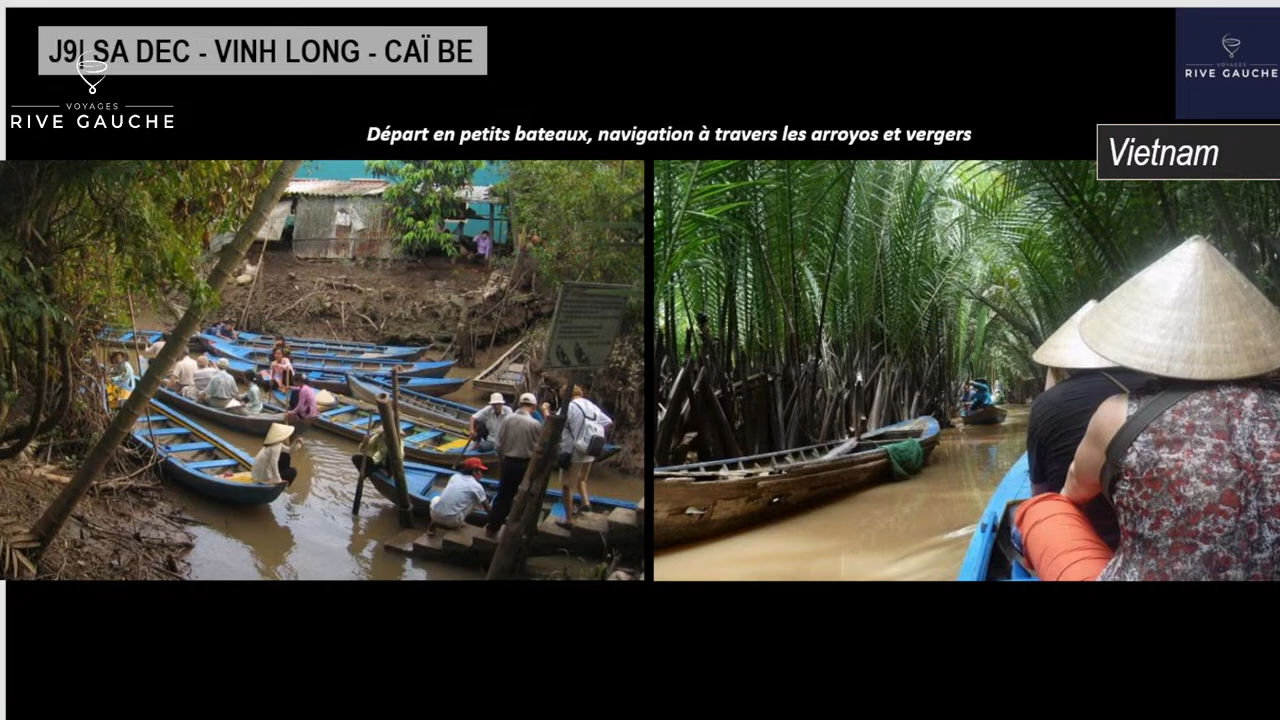 J9| SA DEC - VINH LONG - CAÏ BE
VOYAGES
RIVE GAUCHE
VOYAGES
RIVE GAUCHE
Départ en petits bateaux, navigation à travers les arroyos et vergers
Vietnam